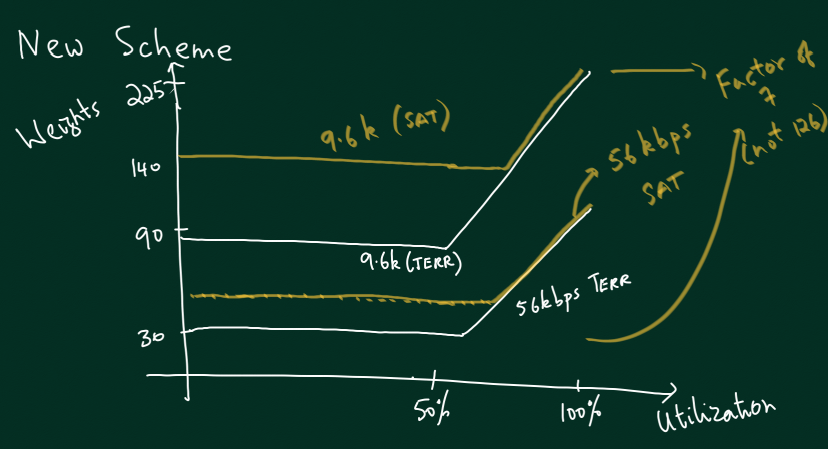 New Scheme
Weights
225
140
90
30
9.6k (SAT)
9.6k (TERR)
56kbps
SAT
56kbps TERR
Factor of
7
(not 126)
50%
100%
Utilization